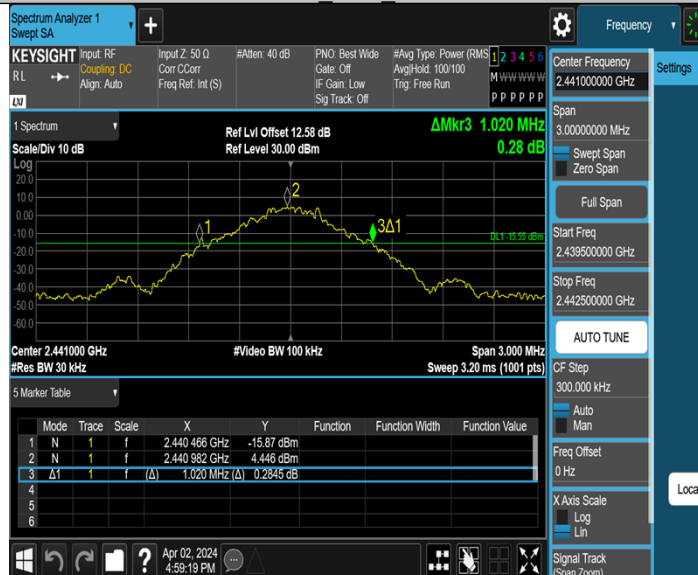 Spectrum Analyzer 1
Swept SA
+
Frequency
KEYSIGHT
RL
LXI
Input: RF
Coupling: DC
Align: Auto
Input Z: 50 Ω
Corr CCorr
Freq Ref: Int (S)
#Atten: 40 dB
PNO: Best Wide
Gate: Off
IF Gain: Low
Sig Track: Off
#Avg Type: Power (RMS
Avg|Hold: 100/100
Trig: Free Run
1 2 3 4 5 6
M W W W W W
P P P P P P
1 Spectrum
Scale/Div 10 dB
Ref Lvl Offset 12.58 dB
Ref Level 30.00 dBm
ΔMkr3 1.020 MHz
0.28 dB
Log
20.0
10.0
0.00
-10.0
-20.0
-30.0
-40.0
-50.0
-60.0
1
2
3Δ1
DL1 -15.55 dBm
Center 2.441000 GHz
#Video BW 100 kHz
Span 3.000 MHz
#Res BW 30 kHz
Sweep 3.20 ms (1001 pts)
5 Marker Table
Mode Trace Scale X Y Function Function Width Function Value
1 N 1 f 2.440 466 GHz -15.87 dBm
2 N 1 f 2.440 982 GHz 4.446 dBm
3 Δ1 1 f (Δ) 1.020 MHz (Δ) 0.2845 dB
4
5
6
?
Apr 02, 2024
4:59:19 PM
Center Frequency
2.441000000 GHz
Settings
Span
3.00000000 MHz
Swept Span
Zero Span
Full Span
Start Freq
2.439500000 GHz
Stop Freq
2.442500000 GHz
AUTO TUNE
CF Step
300.000 kHz
Auto
Man
Freq Offset
0 Hz
X Axis Scale
Log
Lin
Loca
Signal Track
(Span Zoom)